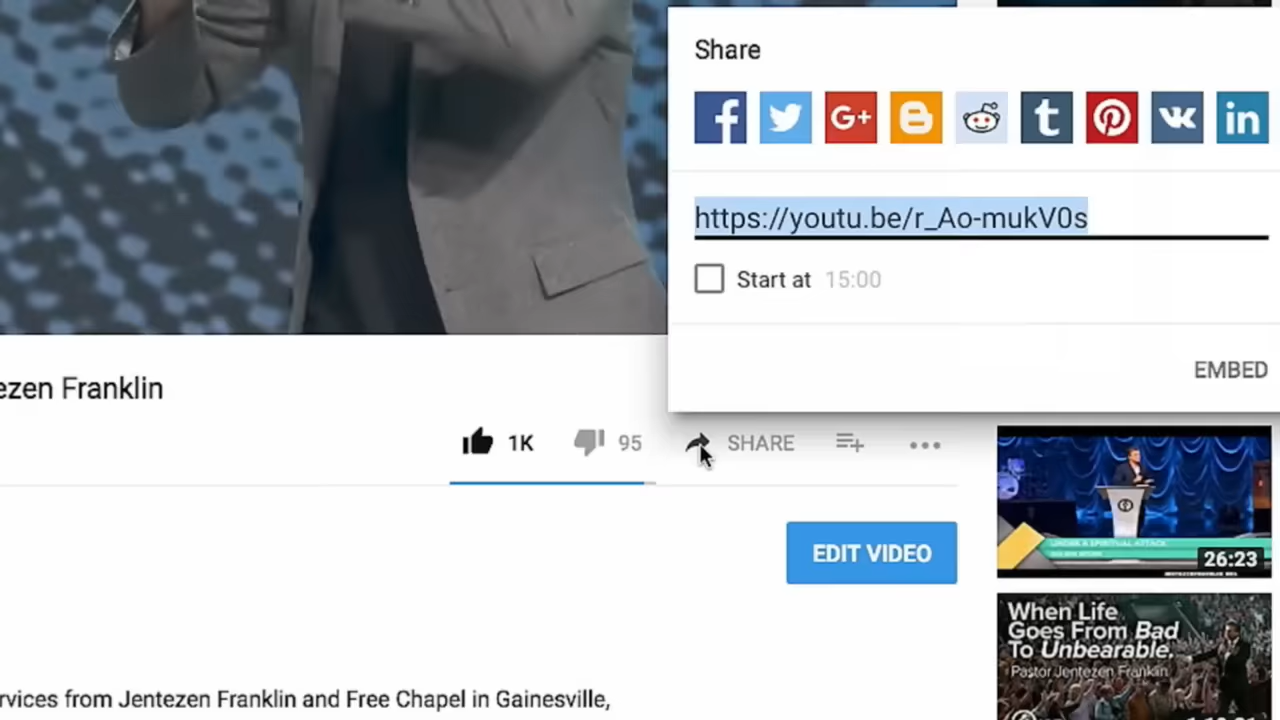 Share
https://youtu.be/r_Ao-mukV0s
Start at 15:00
EMBED
ezen Franklin
1K 95 SHARE
EDIT VIDEO
26:23
When Life
Goes From Bad
To Unbearable.
Pastor Jentezen Franklin
rvices from Jentezen Franklin and Free Chapel in Gainesville,